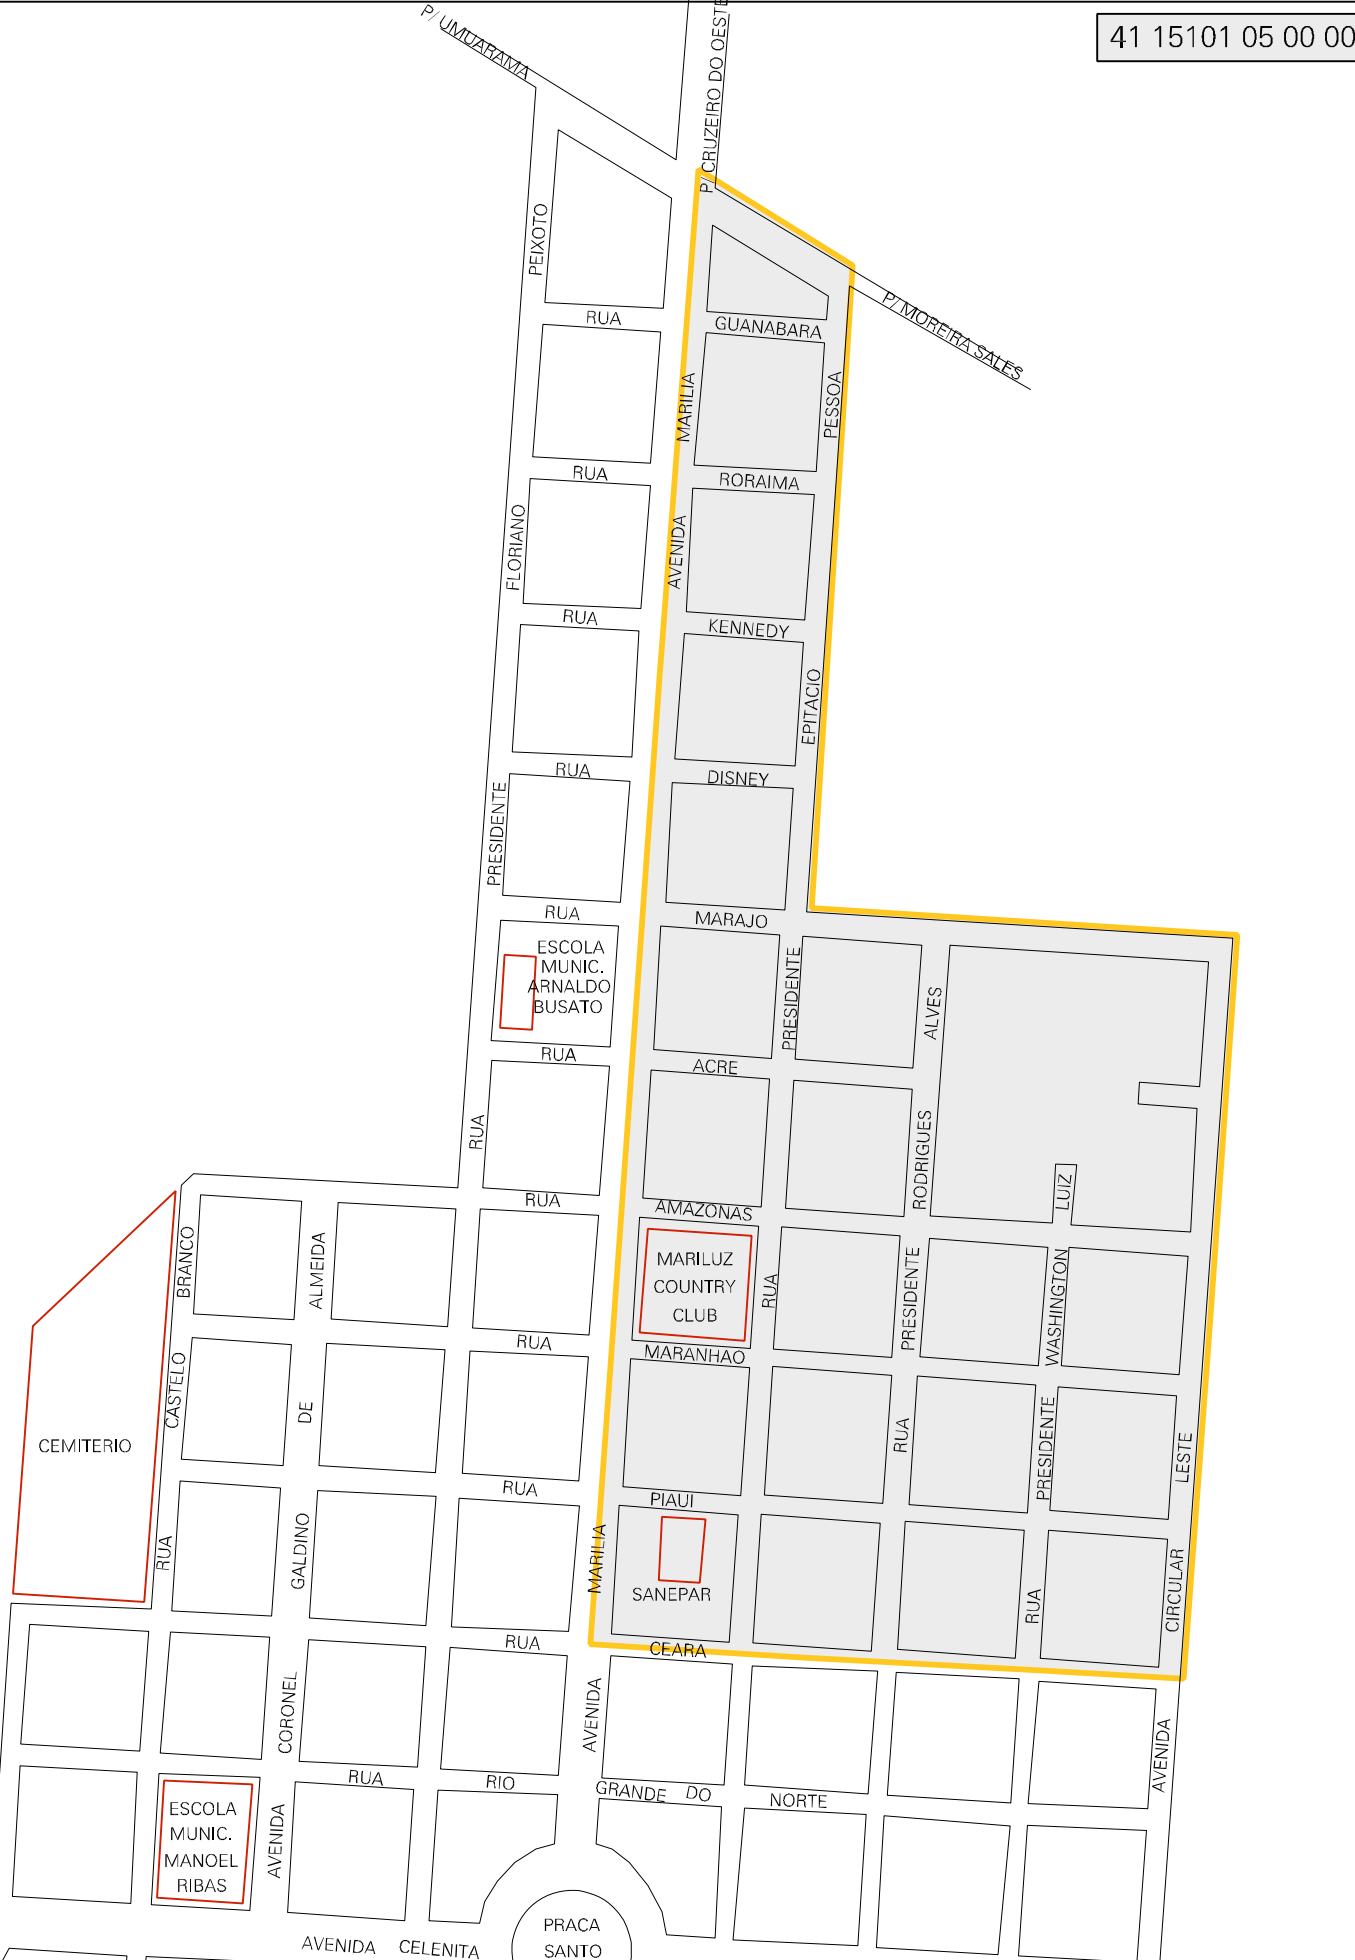 41 15101 05 00 00
P/ UMUARAMA
P/ CRUZEIRO DO OESTE
P/ MOREIRA SALES
PEIXOTO
RUA
GUANABARA
MARILIA
PESSOA
RUA
RORAIMA
FLORIANO
AVENIDA
RUA
KENNEDY
EPITACIO
RUA
DISNEY
PRESIDENTE
RUA
MARAJO
ESCOLA
MUNIC.
ARNALDO
BUSATO
PRESIDENTE
ALVES
RUA
ACRE
RUA
RODRIGUES
LUIZ
RUA
AMAZONAS
BRANCO
ALMEIDA
MARILUZ
COUNTRY
CLUB
RUA
PRESIDENTE
WASHINGTON
RUA
MARANHAO
CASTELO
DE
CEMITERIO
RUA
PRESIDENTE
LESTE
RUA
PIAUI
RUA
GALDINO
MARILIA
SANEPAR
RUA
CIRCULAR
RUA
CEARA
CORONEL
AVENIDA
AVENIDA
RUA
RIO
GRANDE
DO
NORTE
ESCOLA
MUNIC.
MANOEL
RIBAS
AVENIDA
AVENIDA
CELENITA
PRACA
SANTO